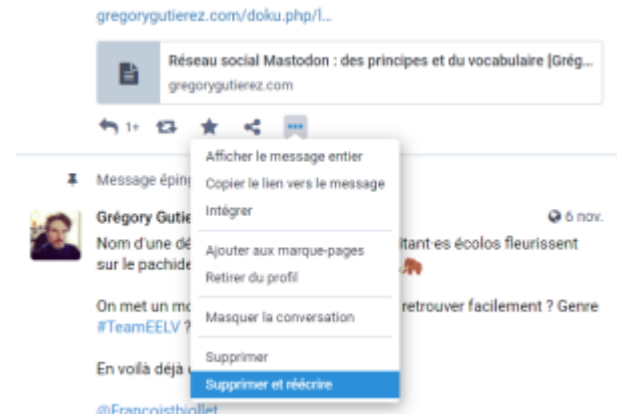 gregorygutierez.com/doku.php/l...
Réseau social Mastodon : des principes et du vocabulaire [Grég...
gregorygutierez.com
1+
Afficher le message entier
Message éping
Copier le lien vers le message
Intégrer
Grégory Gutie
6 nov.
Nom d'une dé
itant·es écolos fleurissent
Ajouter aux marque-pages
sur le pachide
Retirer du profil
On met un mo
retrouver facilement ? Genre
Masquer la conversation
#TeamEELV ?
Supprimer
En voilà déjà
Supprimer et réécrire
@Francoisthiollet